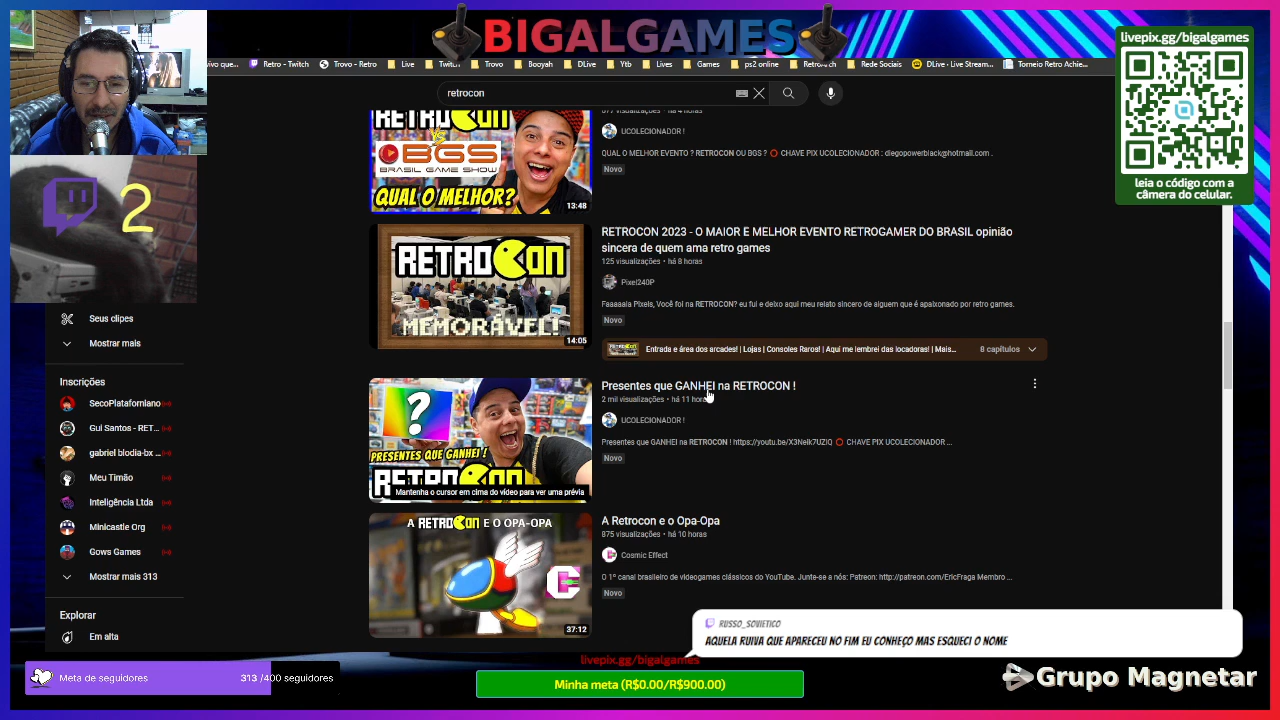 BIGALGAMES
livepix.gg/bigalgames
leia o código com a
câmera do celular.
vivo que...
Retro - Twitch
Trovo - Retro
Live
Twitch
Trovo
Booyah
DLive
Ytb
Lives
Games
ps2 online
RetroArch
Rede Sociais
DLive · Live Stream...
Torneio Retro Achie...
retrocon
2
RETROCON
VS
BGS
BRASIL GAME SHOW
QUAL O MELHOR?
13:48
877 visualizações • há 4 horas
UCOLECIONADOR !
QUAL O MELHOR EVENTO ? RETROCON OU BGS ? ⭕ CHAVE PIX UCOLECIONADOR : diegopowerblack@hotmail.com .
Novo
RETROCON
MEMORÁVEL!
14:05
RETROCON 2023 - O MAIOR E MELHOR EVENTO RETROGAMER DO BRASIL opinião
sincera de quem ama retro games
125 visualizações • há 8 horas
Pixel240P
Faaaaala Pixels, Você foi na RETROCON? eu fui e deixo aqui meu relato sincero de alguem que é apaixonado por retro games.
Novo
Entrada e área dos arcades! | Lojas | Consoles Raros! | Aqui me lembrei das locadoras! | Mais...
8 capítulos
?
PRESENTES QUE GANHEI !
RETROCON
Mantenha o cursor em cima do vídeo para ver uma prévia
Presentes que GANHEI na RETROCON !
2 mil visualizações • há 11 horas
UCOLECIONADOR !
Presentes que GANHEI na RETROCON ! https://youtu.be/X3Neik7UZIQ ⭕ CHAVE PIX UCOLECIONADOR ...
Novo
A RETROCON E O OPA-OPA
37:12
A Retrocon e o Opa-Opa
875 visualizações • há 10 horas
Cosmic Effect
O 1º canal brasileiro de videogames clássicos do YouTube. Junte-se a nós: Patreon: http://patreon.com/EricFraga Membro ...
Novo
Seus clipes
Mostrar mais
Inscrições
SecoPlataformano
Gui Santos - RET...
gabriel blodia-bx ...
Meu Timão
Inteligência Ltda
Minicastle Org
Gows Games
Mostrar mais 313
Explorar
Em alta
RUSSO_SOVIETICO
AQUELA RUIVA QUE APARECEU NO FIM EU CONHEÇO MAS ESQUECI O NOME
livepix.gg/bigalgames
Meta de seguidores
313 /400 seguidores
Minha meta (R$0.00/R$900.00)
Grupo Magnetar